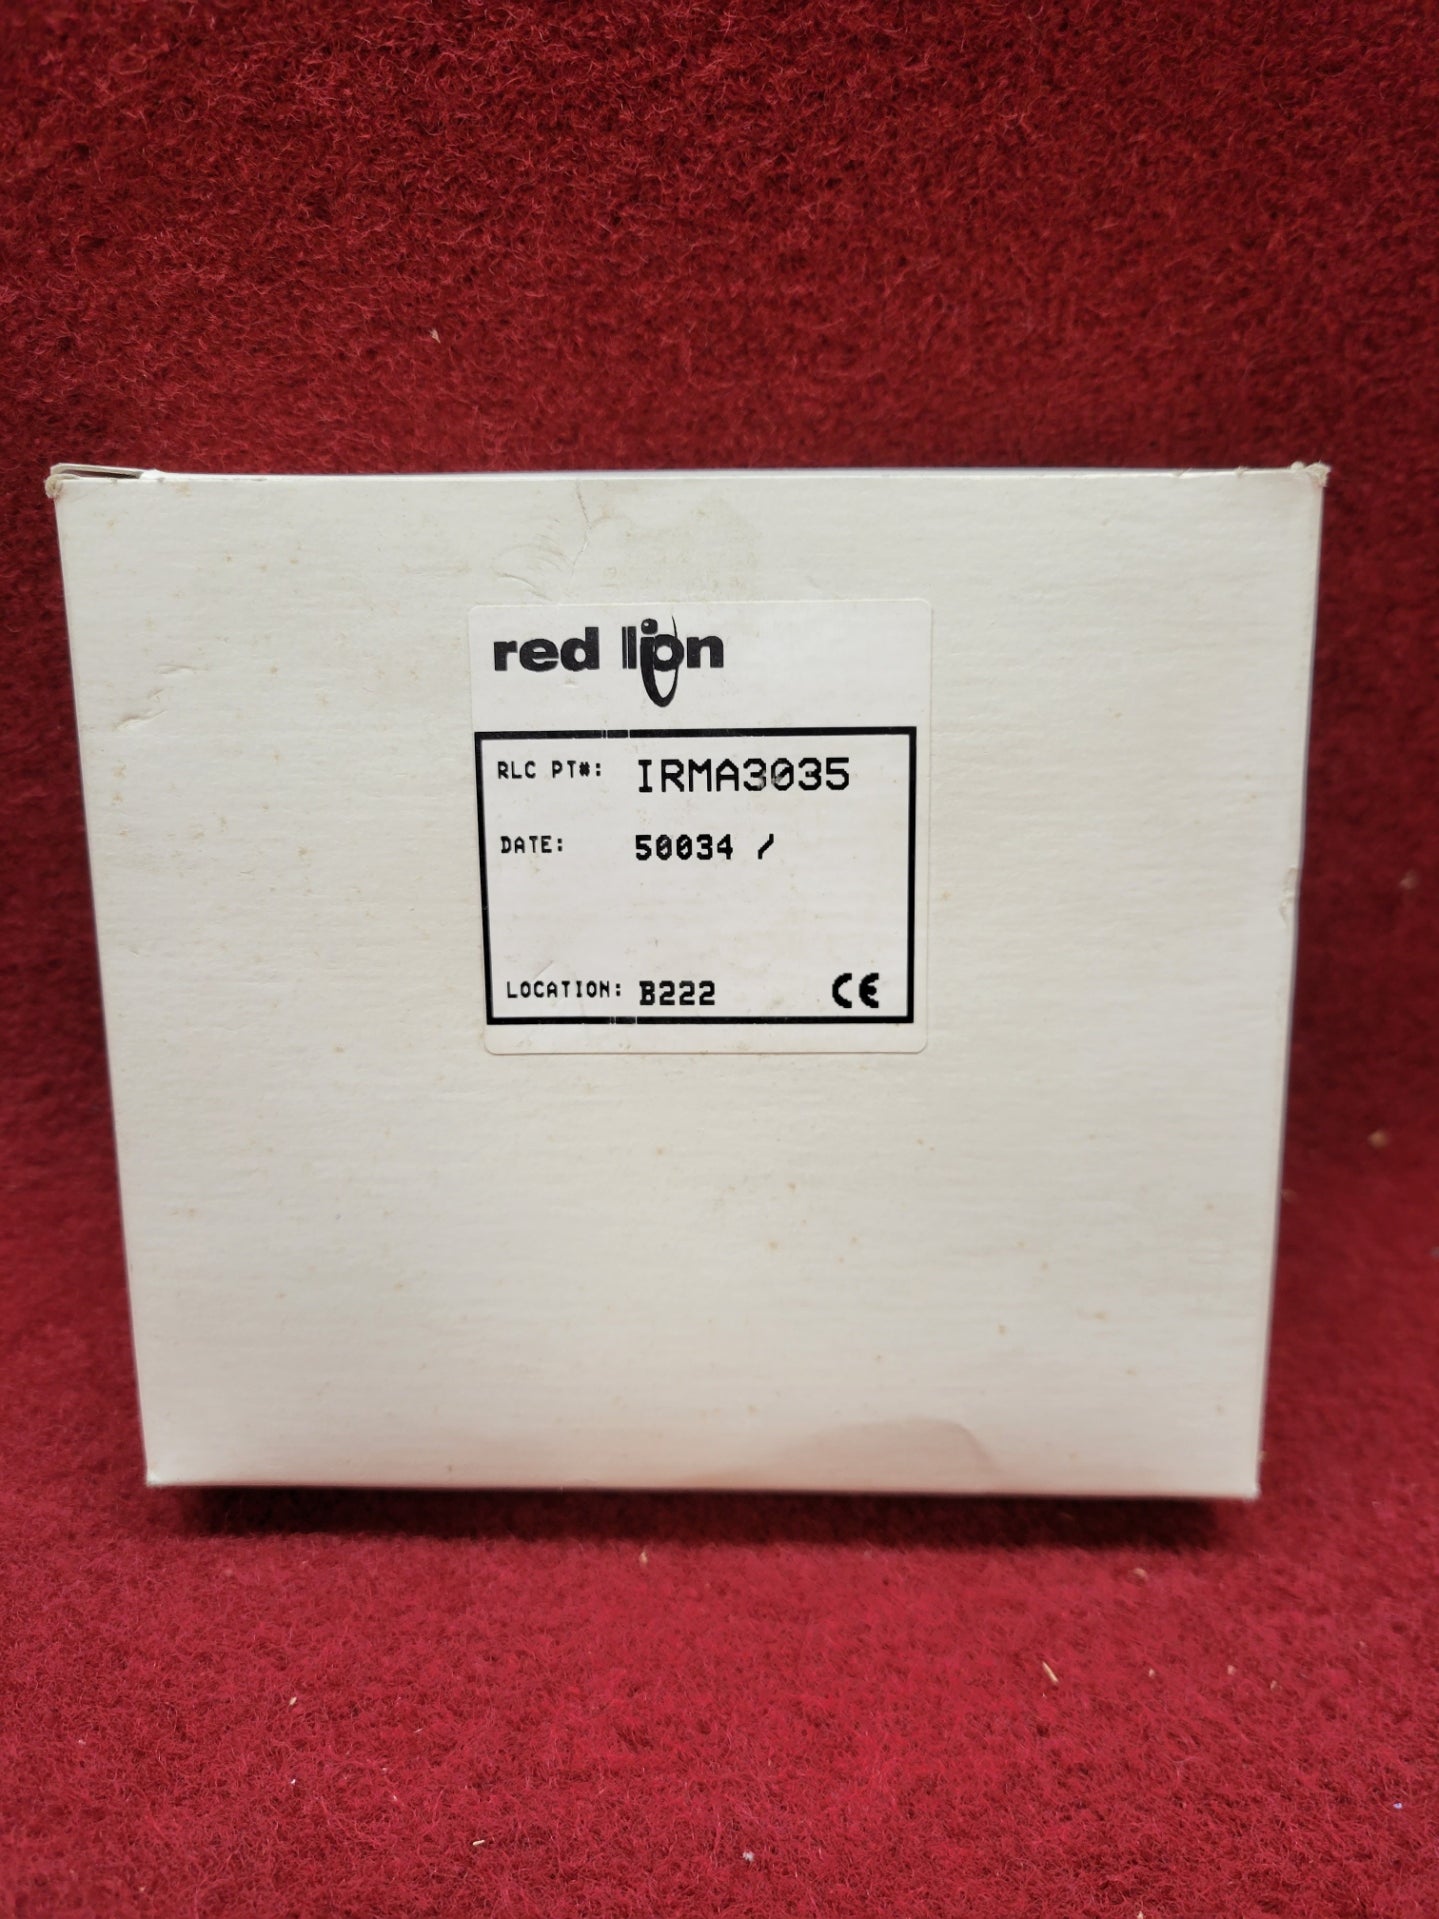 red lion
RLC PT#: IRMA3035
DATE: 50034 /
LOCATION: B222 CE